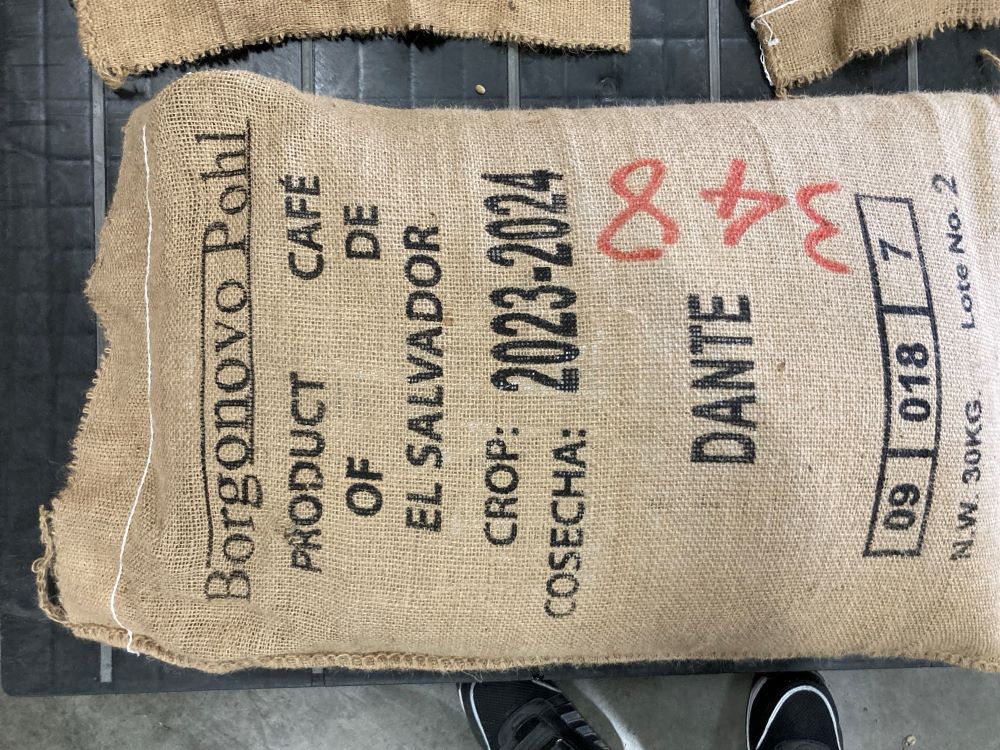 Borgonovo Pohl
PRODUCT CAFÉ
OF DE
EL SALVADOR
CROP: 2023-2024
COSECHA:
348
DANTE
09 018 7
N.W. 30KG. Lote No. 2